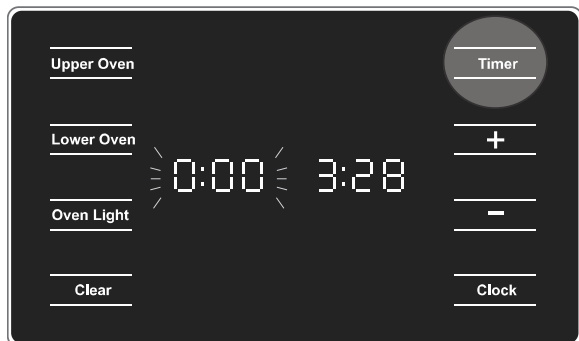 Upper Oven
Timer
Lower Oven
+
0:00 3:28
Oven Light
−
Clear
Clock